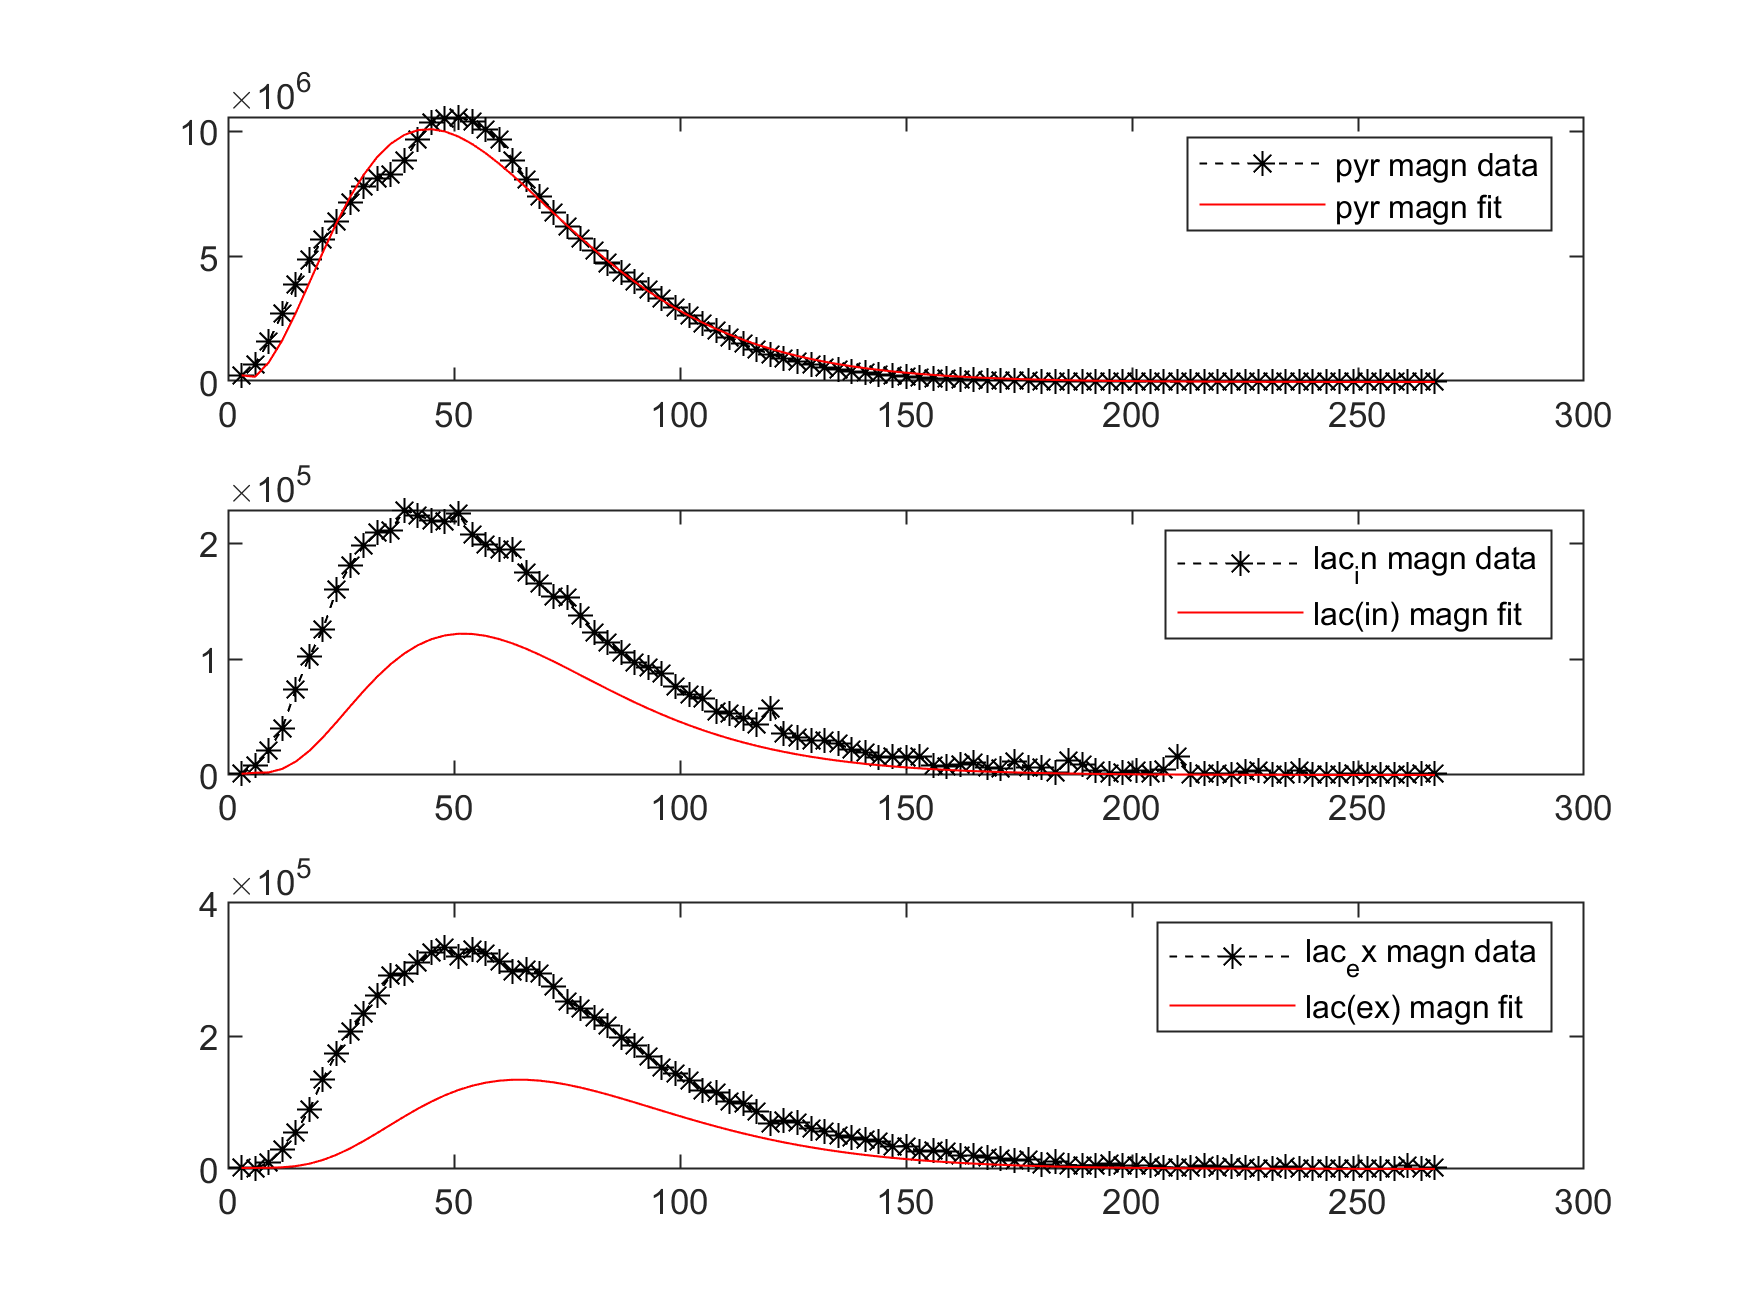 ×10^6
10
5
0
0 50 100 150 200 250 300
pyr magn data
pyr magn fit
×10^5
2
1
0
0 50 100 150 200 250 300
lac_in magn data
lac(in) magn fit
×10^5
4
2
0
0 50 100 150 200 250 300
lac_ex magn data
lac(ex) magn fit